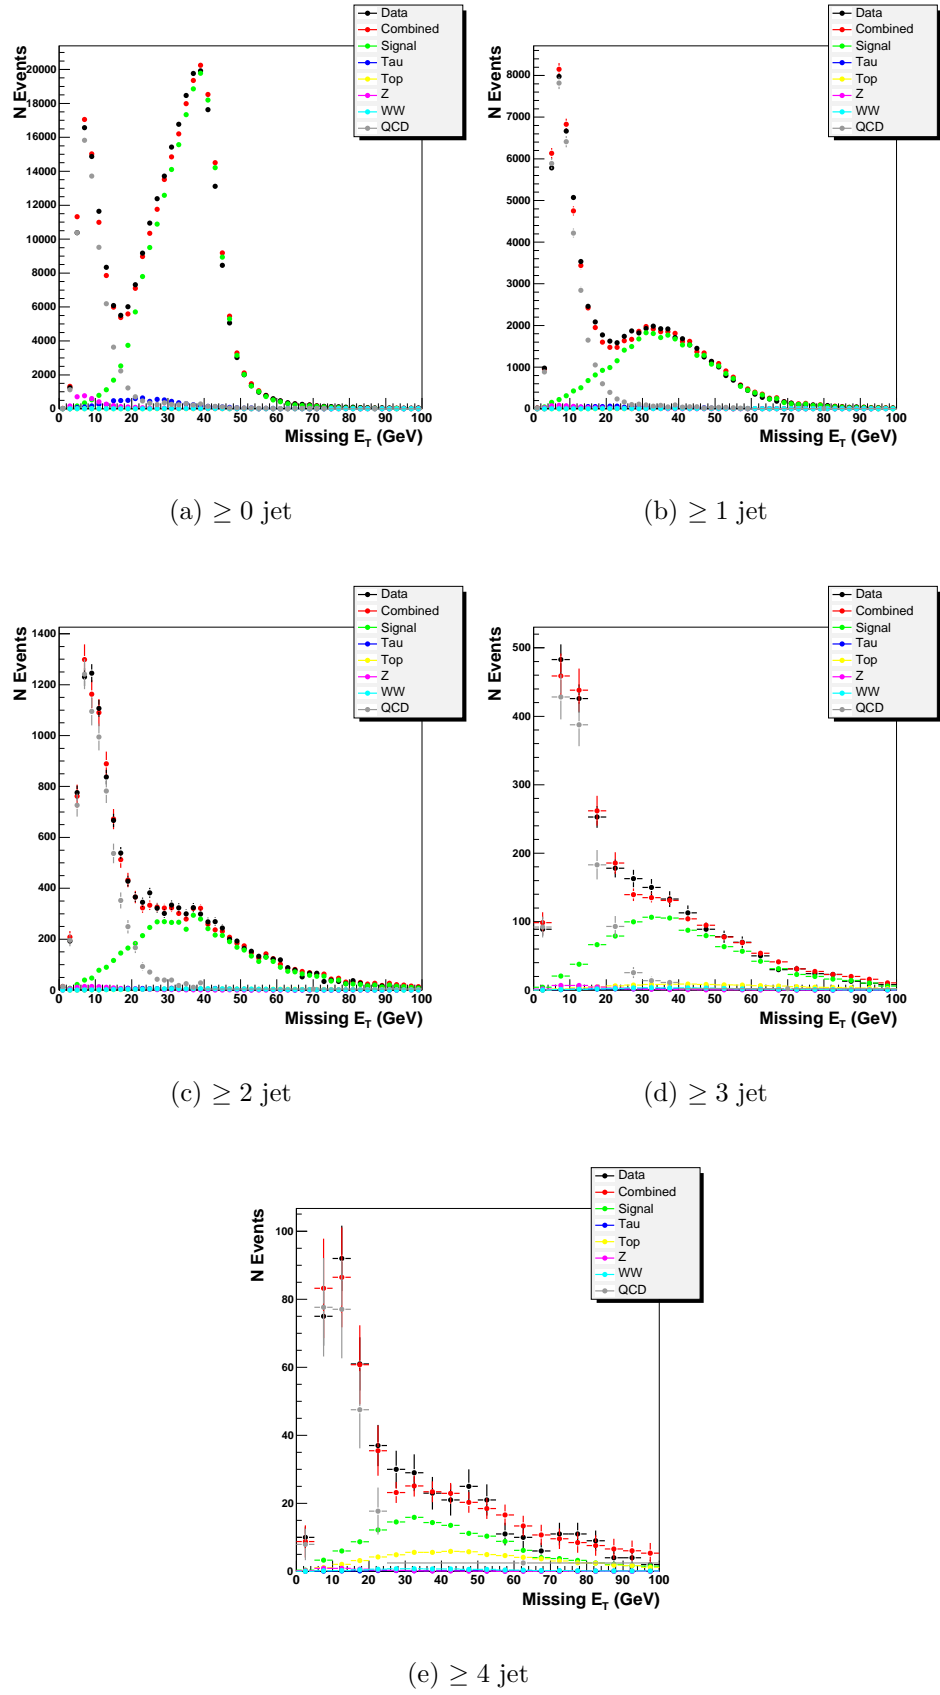 Data
Combined
Signal
Tau
Top
Z
WW
QCD
N Events
20000
18000
16000
14000
12000
10000
8000
6000
4000
2000
0
0 10 20 30 40 50 60 70 80 90 100
Missing E_T (GeV)
(a) ≥ 0 jet
Data
Combined
Signal
Tau
Top
Z
WW
QCD
N Events
8000
7000
6000
5000
4000
3000
2000
1000
0
0 10 20 30 40 50 60 70 80 90 100
Missing E_T (GeV)
(b) ≥ 1 jet
Data
Combined
Signal
Tau
Top
Z
WW
QCD
N Events
1400
1200
1000
800
600
400
200
0
0 10 20 30 40 50 60 70 80 90 100
Missing E_T (GeV)
(c) ≥ 2 jet
Data
Combined
Signal
Tau
Top
Z
WW
QCD
N Events
500
400
300
200
100
0
0 10 20 30 40 50 60 70 80 90 100
Missing E_T (GeV)
(d) ≥ 3 jet
Data
Combined
Signal
Tau
Top
Z
WW
QCD
N Events
100
80
60
40
20
0
0 10 20 30 40 50 60 70 80 90 100
Missing E_T (GeV)
(e) ≥ 4 jet